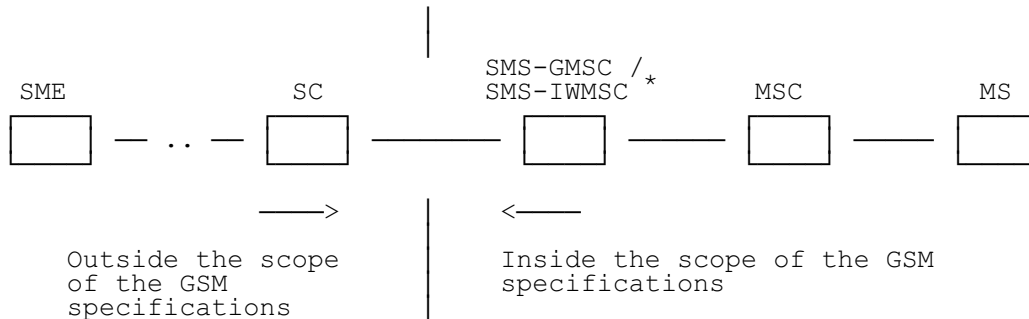 SMS-GMSC /
SME SC SMS-IWMSC * MSC MS
.. 
Outside the scope
of the GSM
specifications
Inside the scope of the GSM
specifications